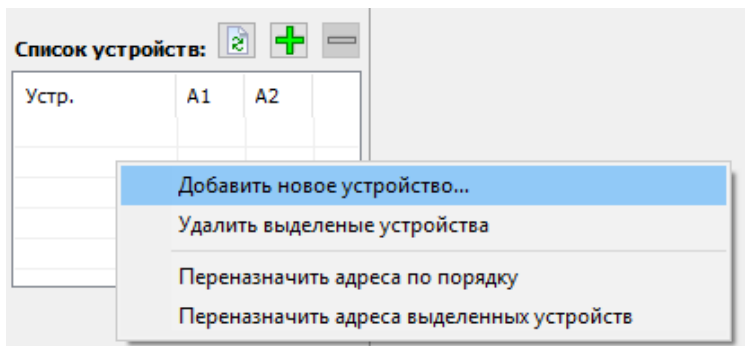 Список устройств:
Устр. A1 A2
Добавить новое устройство...
Удалить выделеные устройства
Переназначить адреса по порядку
Переназначить адреса выделенных устройств